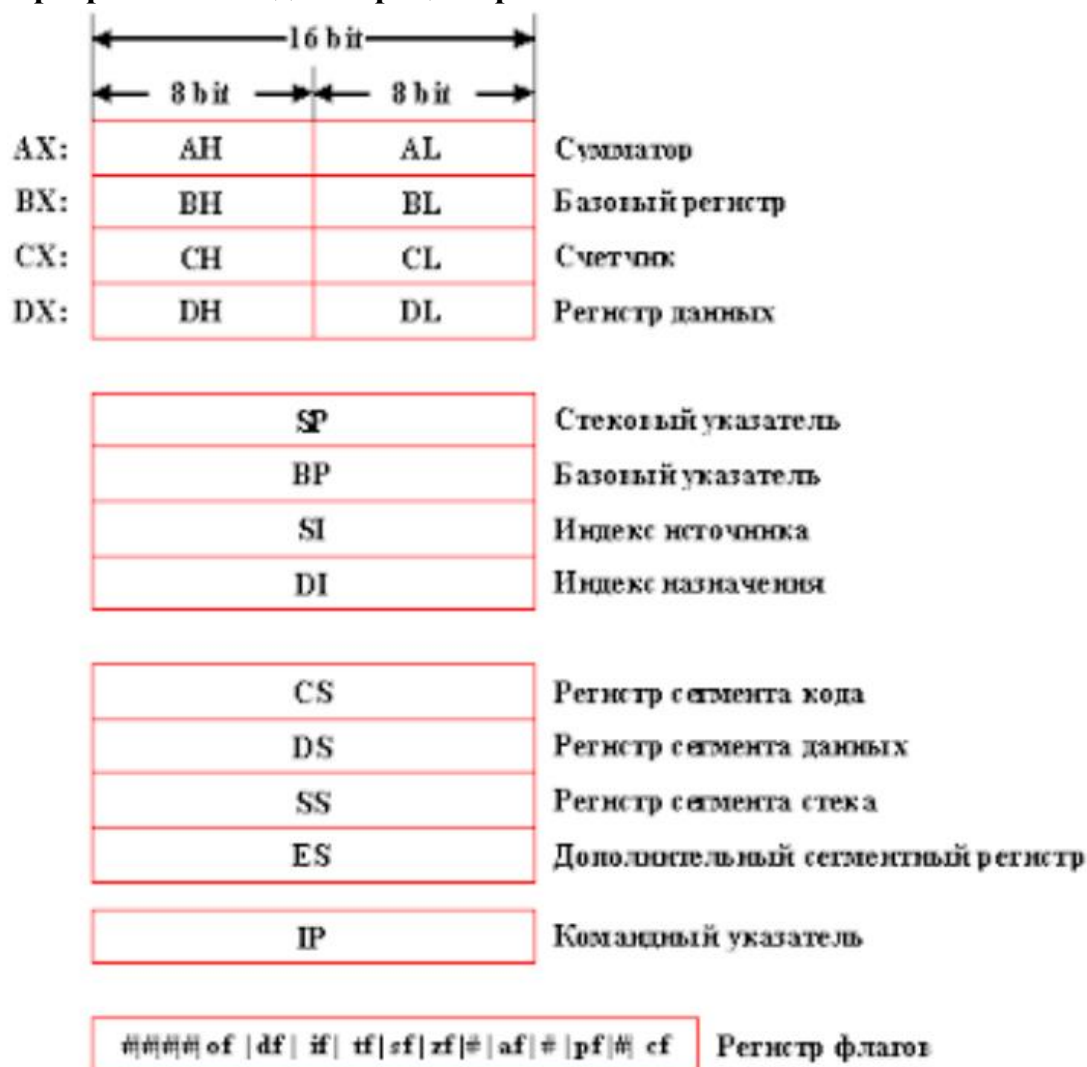 16 bit
8 bit 8 bit
AX: AH AL Сумматор
BX: BH BL Базовый регистр
CX: CH CL Счетчик
DX: DH DL Регистр данных
SP Стековый указатель
BP Базовый указатель
SI Индекс источника
DI Индекс назначения
CS Регистр сегмента кода
DS Регистр сегмента данных
SS Регистр сегмента стека
ES Дополнительный сегментный регистр
IP Командный указатель
#|#|#|#| of |df| if| tf|sf|zf|#|af|# |pf|#| cf Регистр флагов